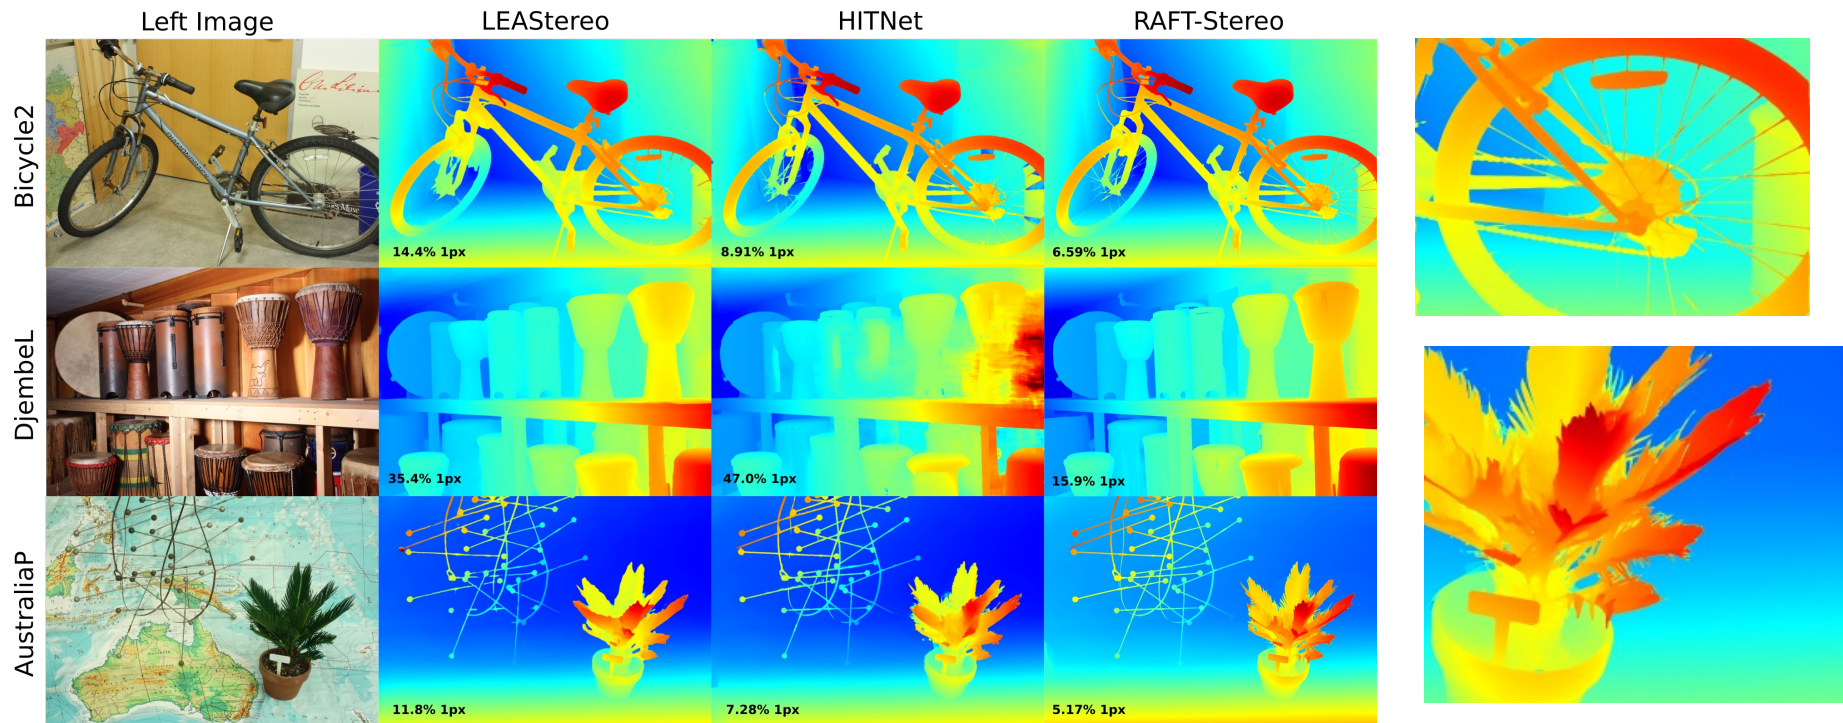 Left Image LEAStereo HITNet RAFT-Stereo
Bicycle2
14.4% 1px 8.91% 1px 6.59% 1px
DjembeL
35.4% 1px 47.0% 1px 15.9% 1px
AustraliaP
11.8% 1px 7.28% 1px 5.17% 1px